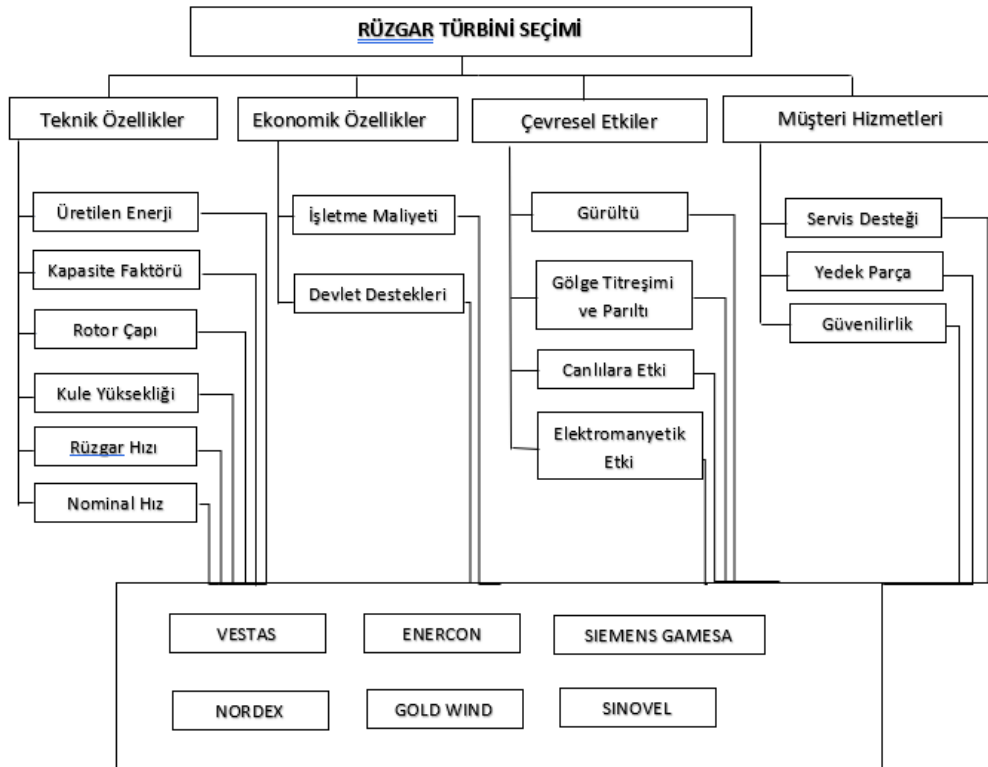 RÜZGAR TÜRBİNİ SEÇİMİ
Teknik Özellikler
Ekonomik Özellikler
Çevresel Etkiler
Müşteri Hizmetleri
Üretilen Enerji
Kapasite Faktörü
Rotor Çapı
Kule Yüksekliği
Rüzgar Hızı
Nominal Hız
İşletme Maliyeti
Devlet Destekleri
Gürültü
Gölge Titreşimi
ve Parıltı
Canlılara Etki
Elektromanyetik
Etki
Servis Desteği
Yedek Parça
Güvenilirlik
VESTAS
ENERCON
SIEMENS GAMESA
NORDEX
GOLD WIND
SINOVEL